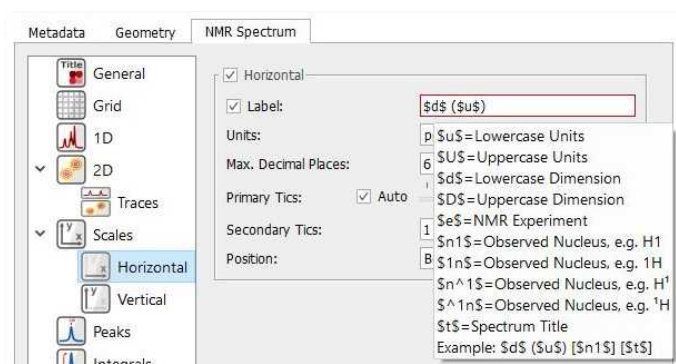 Metadata
Geometry
NMR Spectrum
Title
General
Grid
1D
2D
Traces
Scales
Horizontal
Vertical
Peaks
Integrals
Horizontal
Label:
$d$ ($u$)
Units:
p
Max. Decimal Places:
6
Primary Tics:
Auto
Secondary Tics:
1
Position:
B
$u$=Lowercase Units
$U$=Uppercase Units
$d$=Lowercase Dimension
$D$=Uppercase Dimension
$e$=NMR Experiment
$n1$=Observed Nucleus, e.g. H1
$1n$=Observed Nucleus, e.g. 1H
$n^1$=Observed Nucleus, e.g. H¹
$^1n$=Observed Nucleus, e.g. ¹H
$t$=Spectrum Title
Example: $d$ ($u$) [$n1$] [$t$]